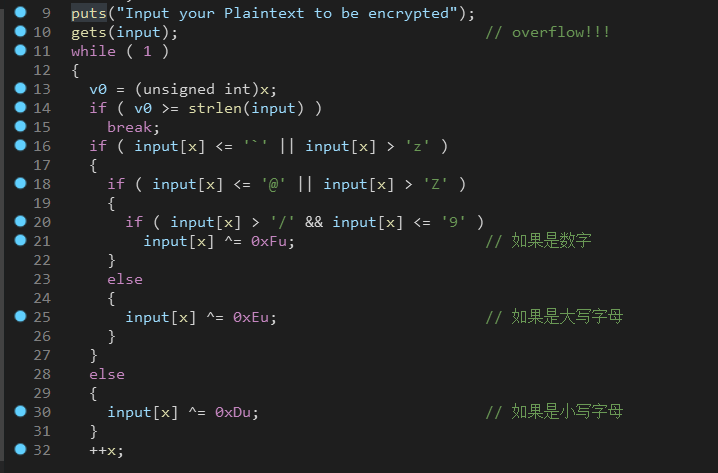 9 puts("Input your Plaintext to be encrypted");
10 gets(input); // overflow!!!
11 while ( 1 )
12 {
13 v0 = (unsigned int)x;
14 if ( v0 >= strlen(input) )
15 break;
16 if ( input[x] <= '`' || input[x] > 'z' )
17 {
18 if ( input[x] <= '@' || input[x] > 'Z' )
19 {
20 if ( input[x] > '/' && input[x] <= '9' )
21 input[x] ^= 0xFu; // 如果是数字
22 }
23 else
24 {
25 input[x] ^= 0xEu; // 如果是大写字母
26 }
27 }
28 else
29 {
30 input[x] ^= 0xDu; // 如果是小写字母
31 }
32 ++x;